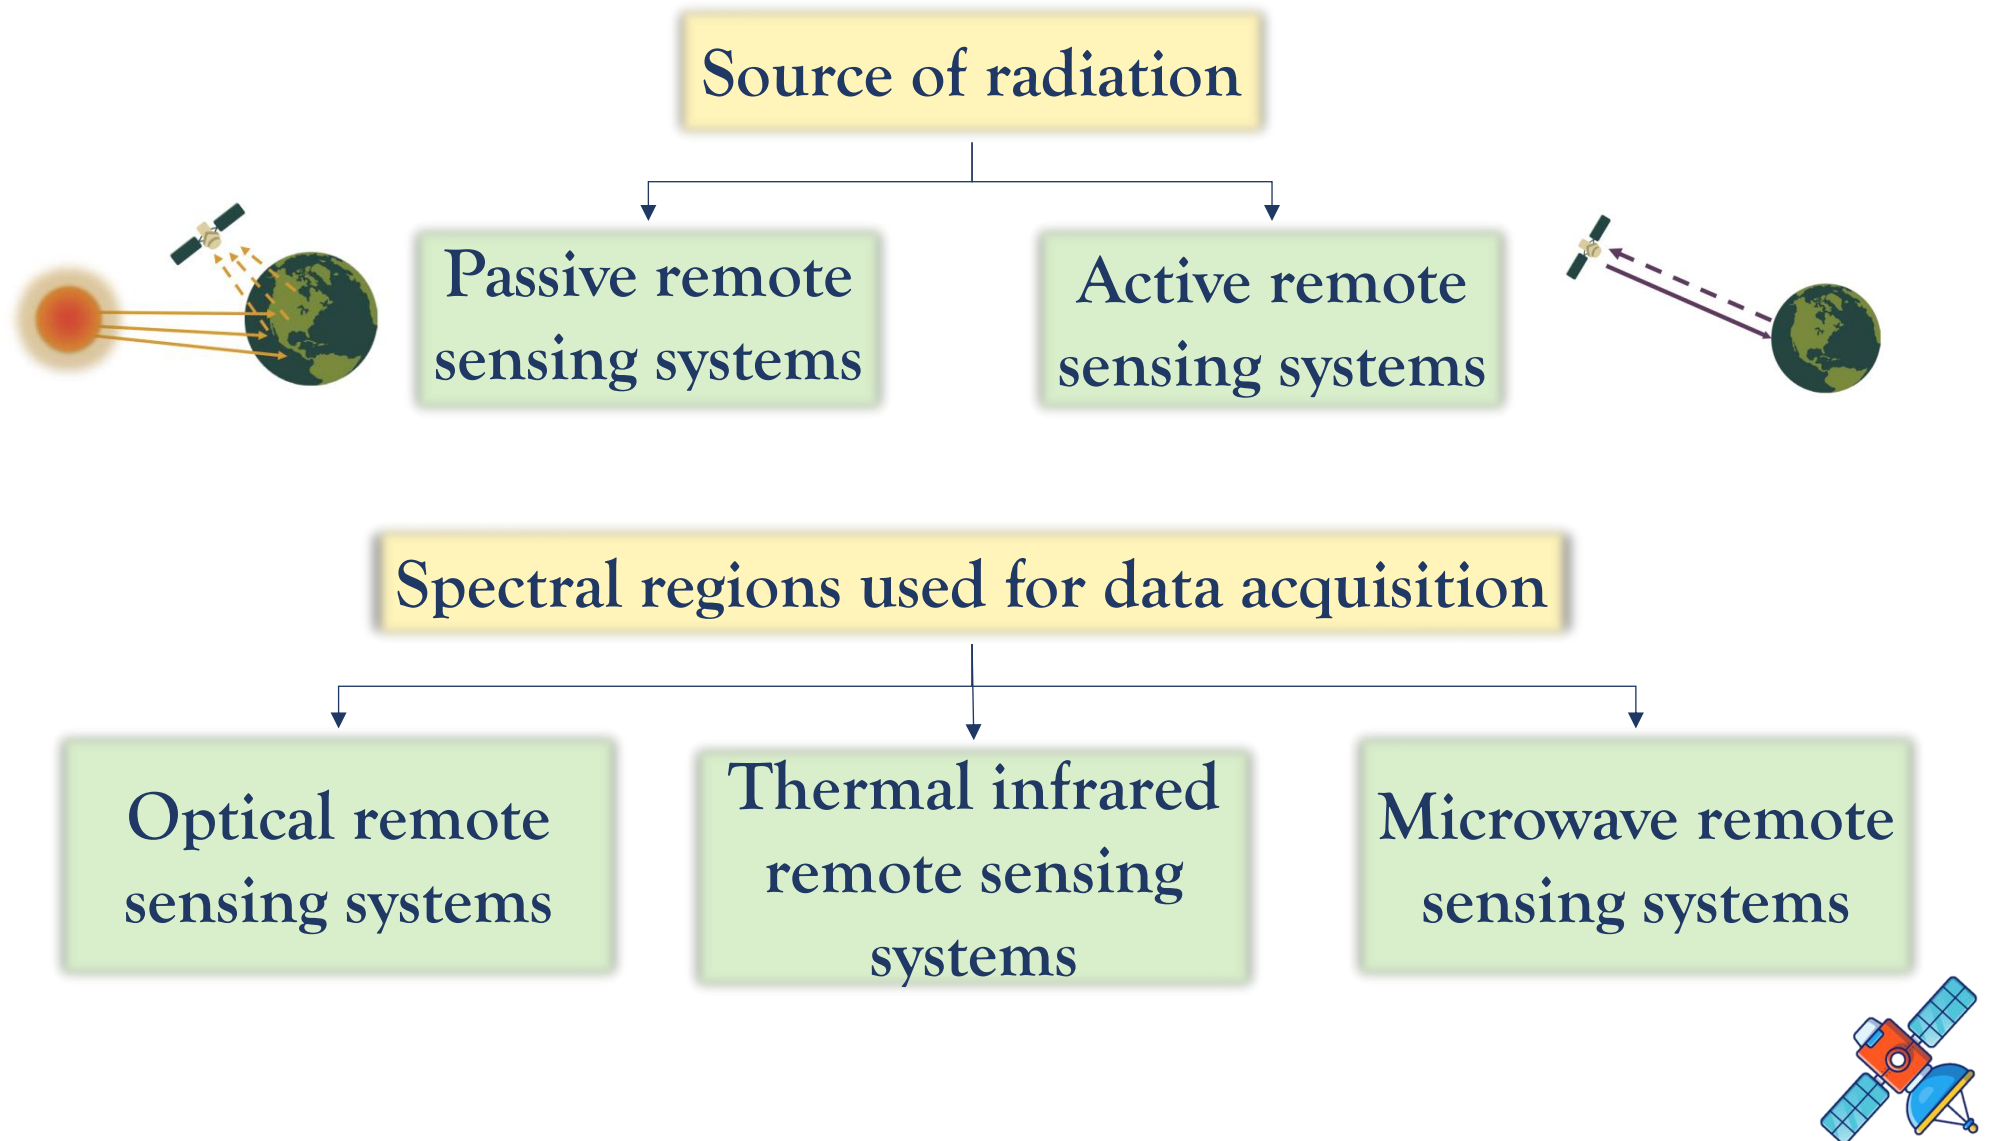 Source of radiation
Passive remote
sensing systems
Active remote
sensing systems
Spectral regions used for data acquisition
Optical remote
sensing systems
Thermal infrared
remote sensing
systems
Microwave remote
sensing systems